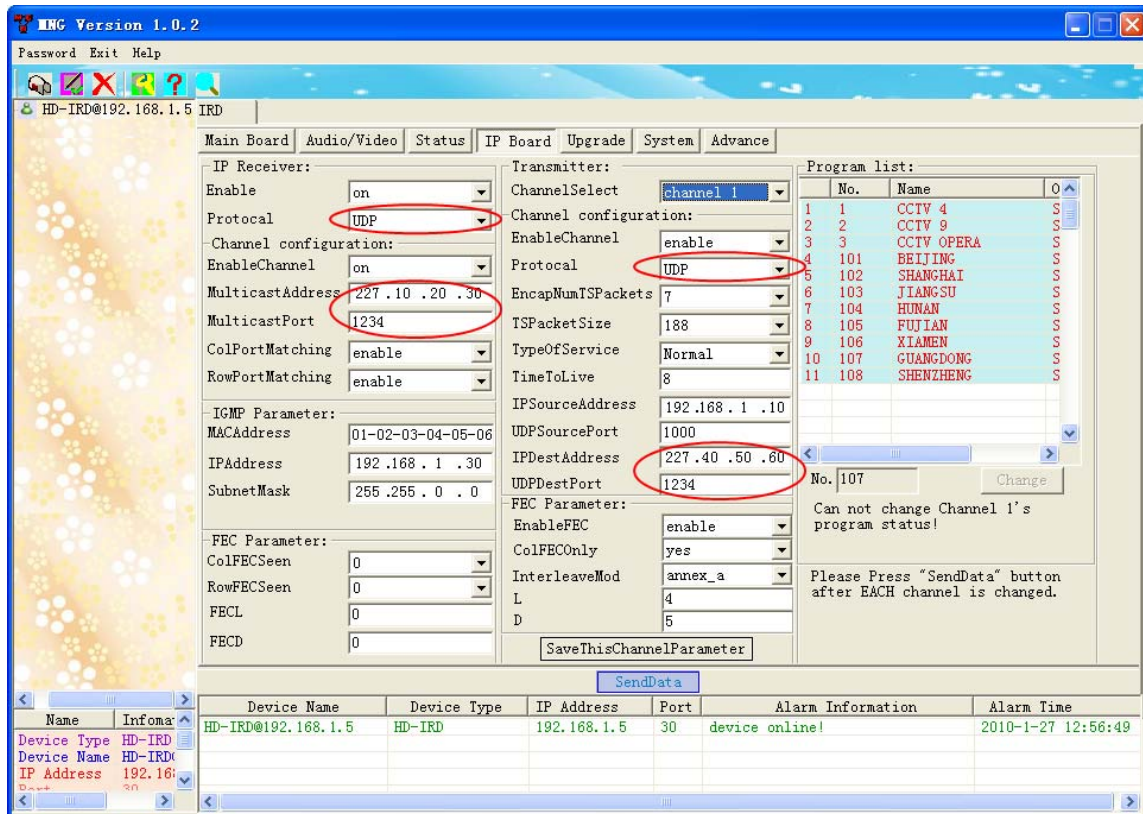 MNG Version 1.0.2
Password Exit Help
HD-IRD@192.168.1.5
IRD
Main Board Audio/Video Status IP Board Upgrade System Advance
IP Receiver:
Enable on
Protocal UDP
Channel configuration:
EnableChannel on
MulticastAddress 227 .10 .20 .30
MulticastPort 1234
ColPortMatching enable
RowPortMatching enable
IGMP Parameter:
MACAddress 01-02-03-04-05-06
IPAddress 192 .168 . 1 .30
SubnetMask 255 .255 . 0 . 0
FEC Parameter:
ColFECSeen 0
RowFECSeen 0
FECL 0
FECD 0
Transmitter:
ChannelSelect channel 1
Channel configuration:
EnableChannel enable
Protocal UDP
EncapNumTSPackets 7
TSPacketSize 188
TypeOfService Normal
TimeToLive 8
IPSourceAddress 192 .168 . 1 .10
UDPSourcePort 1000
IPDestAddress 227 .40 .50 .60
UDPDestPort 1234
FEC Parameter:
EnableFEC enable
ColFECOnly yes
InterleaveMod annex_a
L 4
D 5
SaveThisChannelParameter
Program list:
No. Name O
1 1 CCTV 4 S
2 2 CCTV 9 S
3 3 CCTV OPERA S
4 101 BEIJING S
5 102 SHANGHAI S
6 103 JIANGSU S
7 104 HUNAN S
8 105 FUJIAN S
9 106 XIAMEN S
10 107 GUANGDONG S
11 108 SHENZHENG S
No. 107 Change
Can not change Channel 1's
program status!
Please Press "SendData" button
after EACH channel is changed.
SendData
Name Infoma
Device Type HD-IRD
Device Name HD-IRD
IP Address 192.16
Port 30
Device Name Device Type IP Address Port Alarm Information Alarm Time
HD-IRD@192.168.1.5 HD-IRD 192.168.1.5 30 device online! 2010-1-27 12:56:49